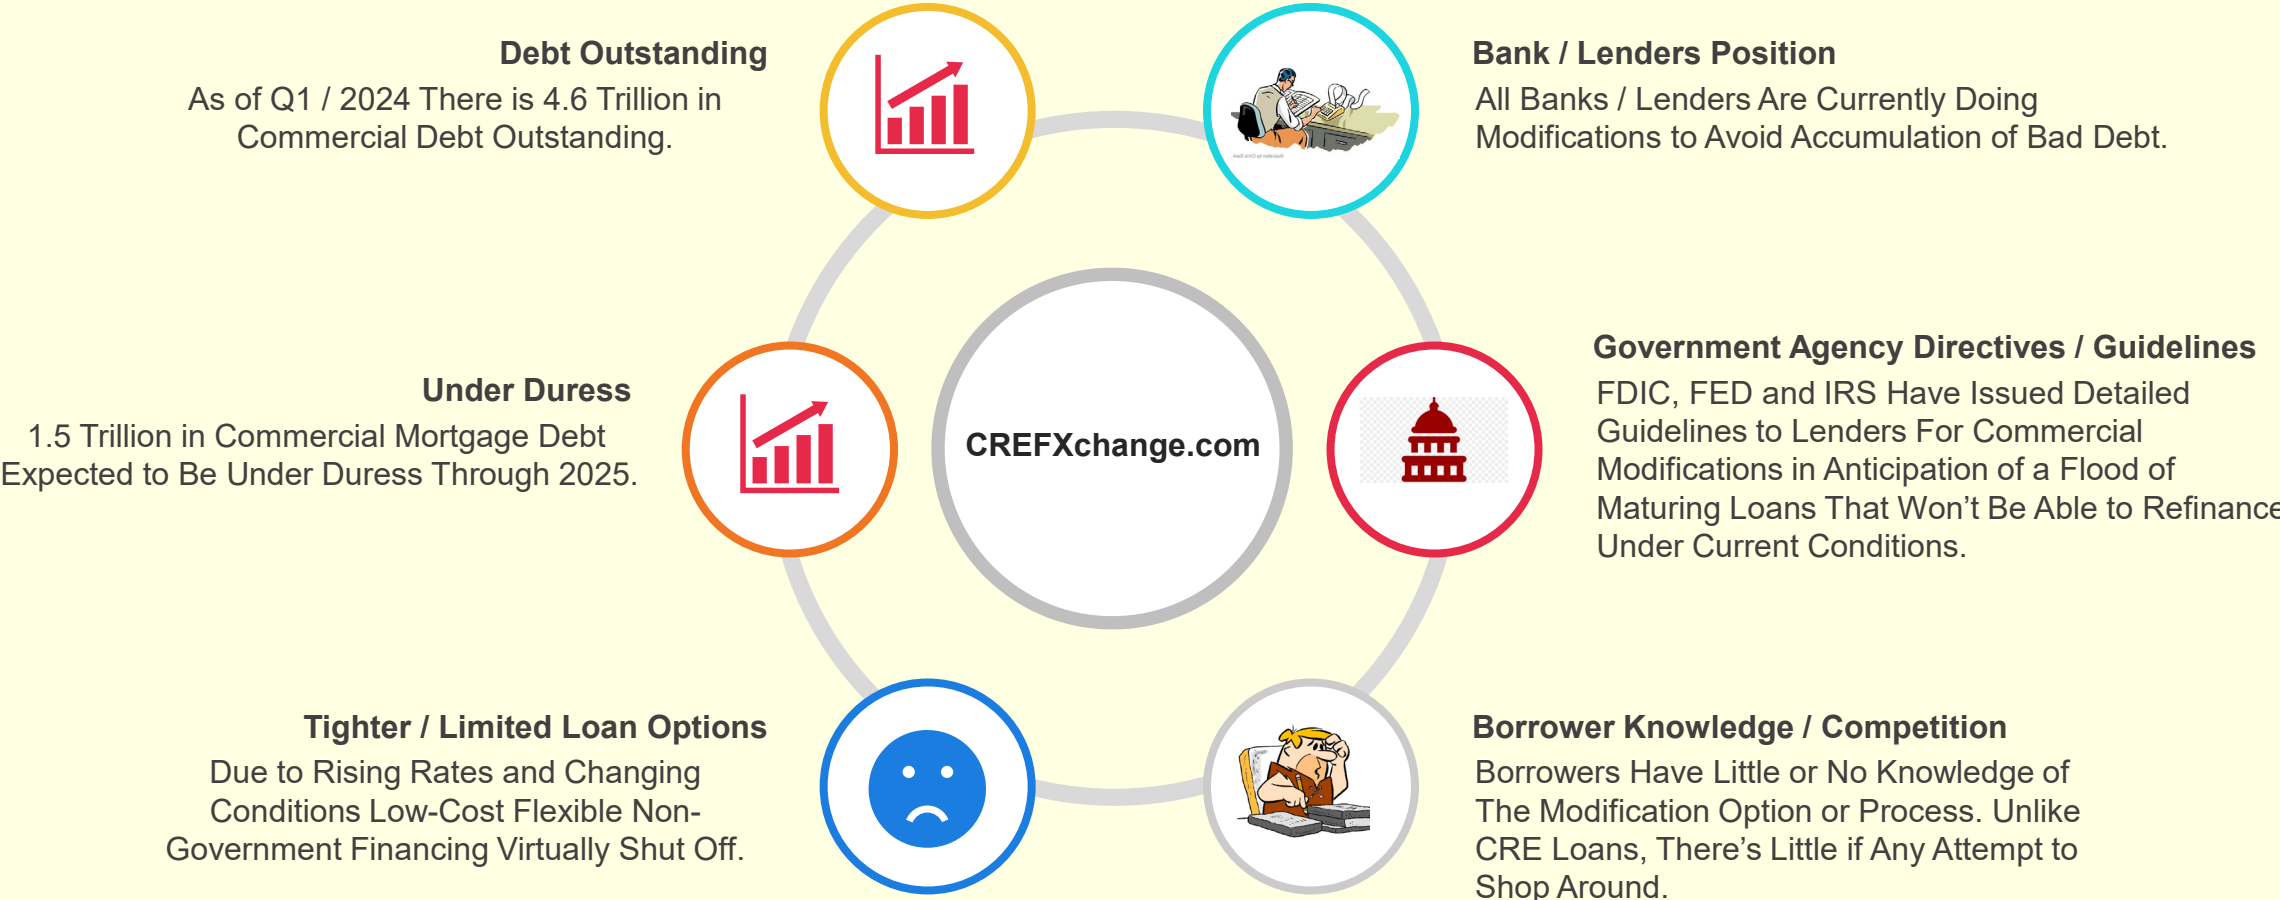 Debt Outstanding
As of Q1 / 2024 There is 4.6 Trillion in
Commercial Debt Outstanding.
Bank / Lenders Position
All Banks / Lenders Are Currently Doing
Modifications to Avoid Accumulation of Bad Debt.
Under Duress
1.5 Trillion in Commercial Mortgage Debt
Expected to Be Under Duress Through 2025.
CREFXchange.com
Government Agency Directives / Guidelines
FDIC, FED and IRS Have Issued Detailed
Guidelines to Lenders For Commercial
Modifications in Anticipation of a Flood of
Maturing Loans That Won’t Be Able to Refinance
Under Current Conditions.
Tighter / Limited Loan Options
Due to Rising Rates and Changing
Conditions Low-Cost Flexible Non-
Government Financing Virtually Shut Off.
Borrower Knowledge / Competition
Borrowers Have Little or No Knowledge of
The Modification Option or Process. Unlike
CRE Loans, There’s Little if Any Attempt to
Shop Around.